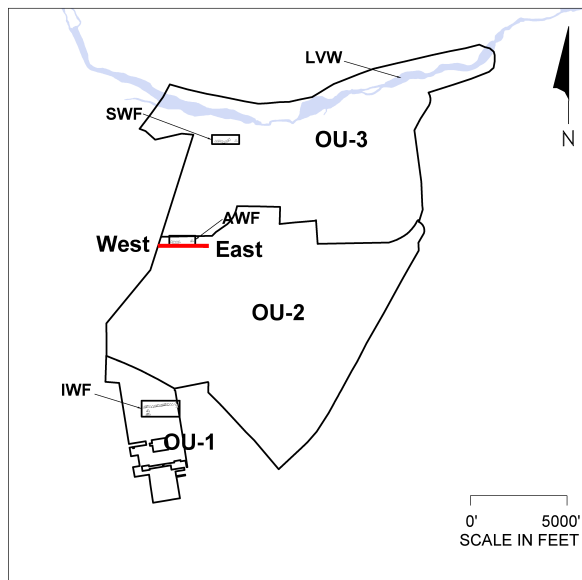 LVW
SWF
OU-3
N
AWF
West
East
OU-2
IWF
OU-1
0' 5000'
SCALE IN FEET